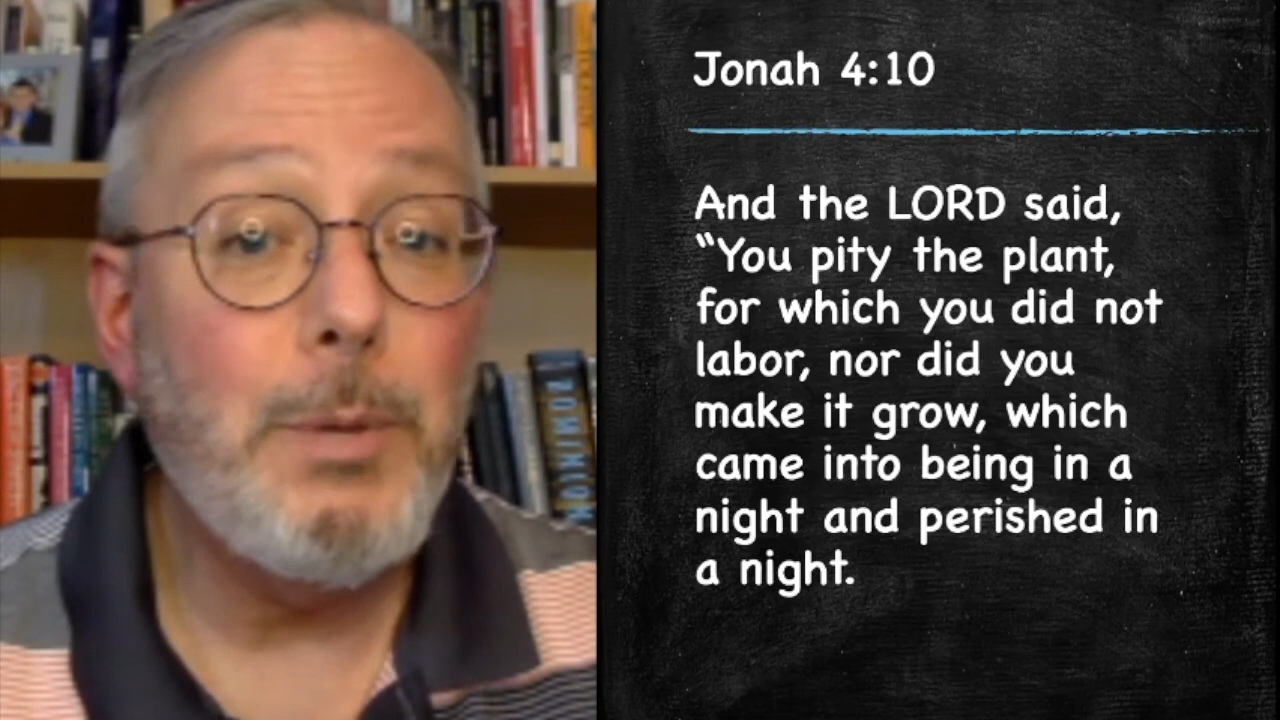 Jonah 4:10
And the LORD said,
“You pity the plant,
for which you did not
labor, nor did you
make it grow, which
came into being in a
night and perished in
a night.
DOMINION